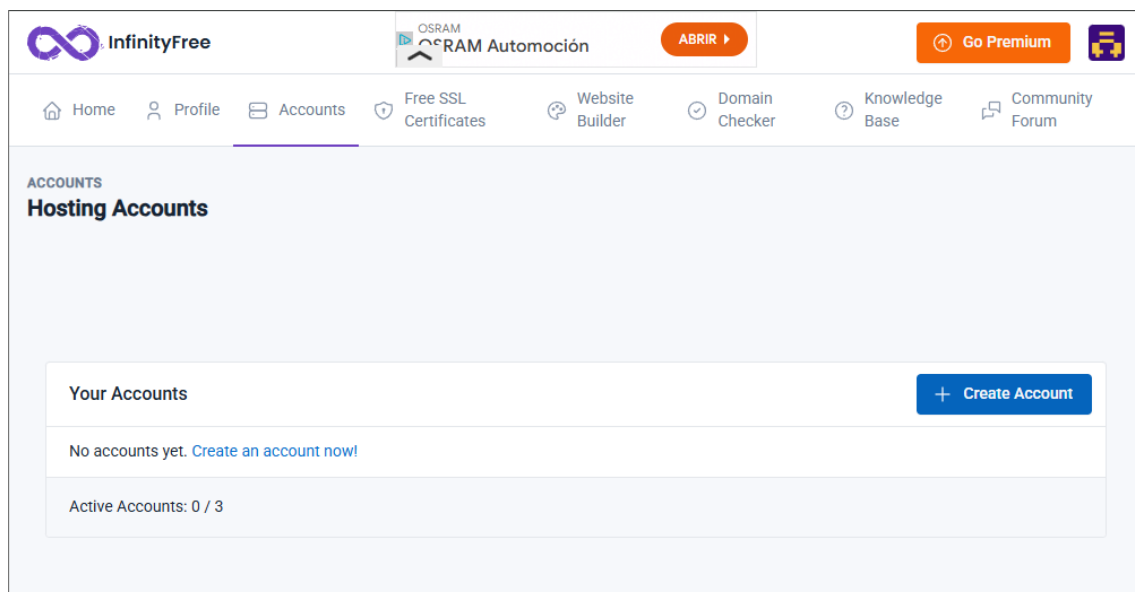 InfinityFree
OSRAM
OSRAM Automoción
ABRIR
Go Premium
Home
Profile
Accounts
Free SSL
Certificates
Website
Builder
Domain
Checker
Knowledge
Base
Community
Forum
ACCOUNTS
Hosting Accounts
Your Accounts
+ Create Account
No accounts yet. Create an account now!
Active Accounts: 0 / 3